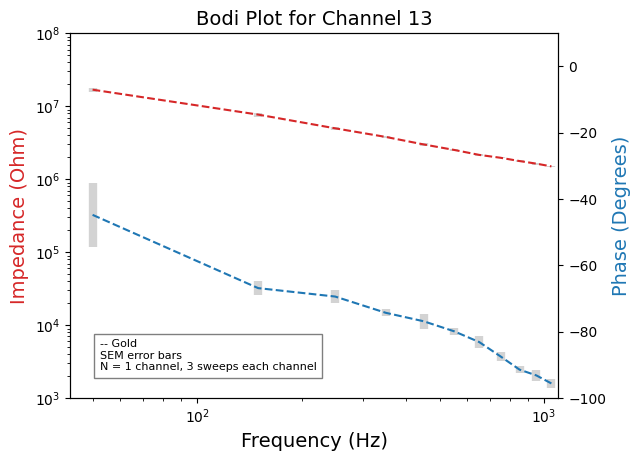 Bodi Plot for Channel 13
10^8
10^7
10^6
10^5
10^4
10^3
Impedance (Ohm)
-- Gold
SEM error bars
N = 1 channel, 3 sweeps each channel
10^2
10^3
Frequency (Hz)
0
−20
−40
−60
−80
−100
Phase (Degrees)